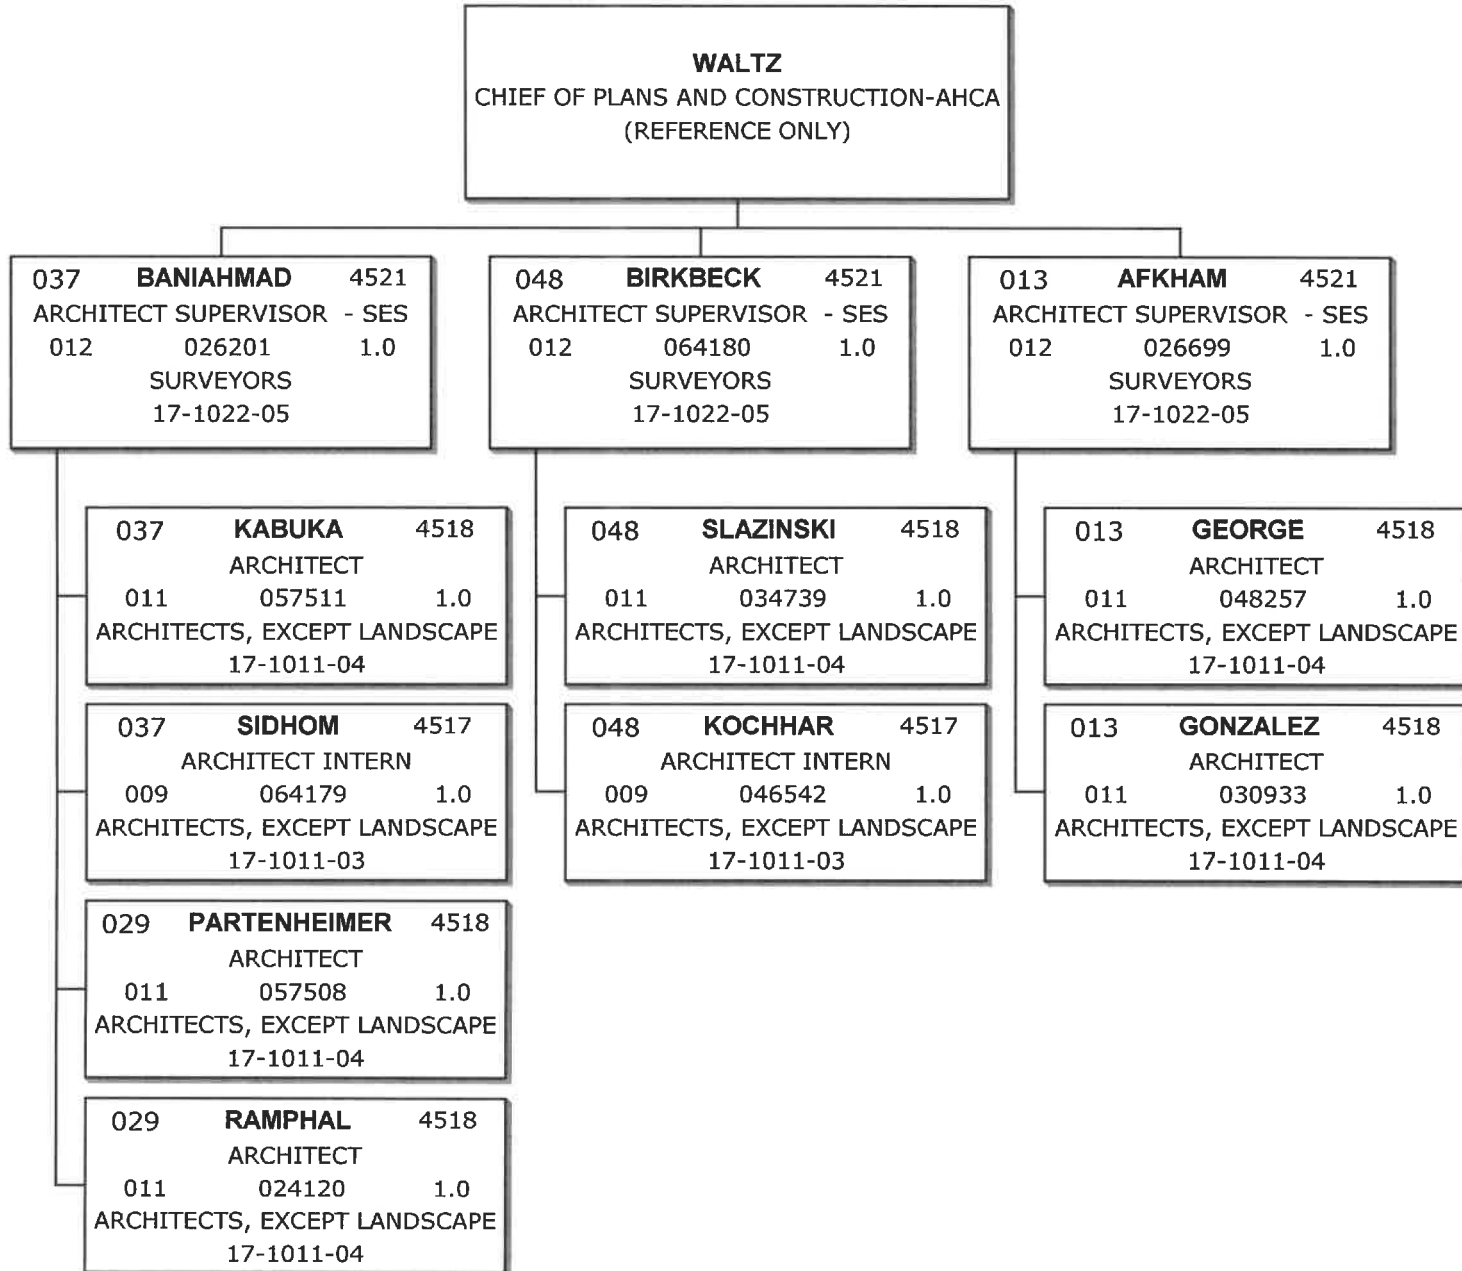 WALTZ
CHIEF OF PLANS AND CONSTRUCTION-AHCA
(REFERENCE ONLY)
037 BANIAHMAD 4521
ARCHITECT SUPERVISOR - SES
012 026201 1.0
SURVEYORS
17-1022-05
048 BIRKBECK 4521
ARCHITECT SUPERVISOR - SES
012 064180 1.0
SURVEYORS
17-1022-05
013 AFKHAM 4521
ARCHITECT SUPERVISOR - SES
012 026699 1.0
SURVEYORS
17-1022-05
037 KABUKA 4518
ARCHITECT
011 057511 1.0
ARCHITECTS, EXCEPT LANDSCAPE
17-1011-04
037 SIDHOM 4517
ARCHITECT INTERN
009 064179 1.0
ARCHITECTS, EXCEPT LANDSCAPE
17-1011-03
029 PARTENHEIMER 4518
ARCHITECT
011 057508 1.0
ARCHITECTS, EXCEPT LANDSCAPE
17-1011-04
029 RAMPHAL 4518
ARCHITECT
011 024120 1.0
ARCHITECTS, EXCEPT LANDSCAPE
17-1011-04
048 SLAZINSKI 4518
ARCHITECT
011 034739 1.0
ARCHITECTS, EXCEPT LANDSCAPE
17-1011-04
048 KOCHHAR 4517
ARCHITECT INTERN
009 046542 1.0
ARCHITECTS, EXCEPT LANDSCAPE
17-1011-03
013 GEORGE 4518
ARCHITECT
011 048257 1.0
ARCHITECTS, EXCEPT LANDSCAPE
17-1011-04
013 GONZALEZ 4518
ARCHITECT
011 030933 1.0
ARCHITECTS, EXCEPT LANDSCAPE
17-1011-04